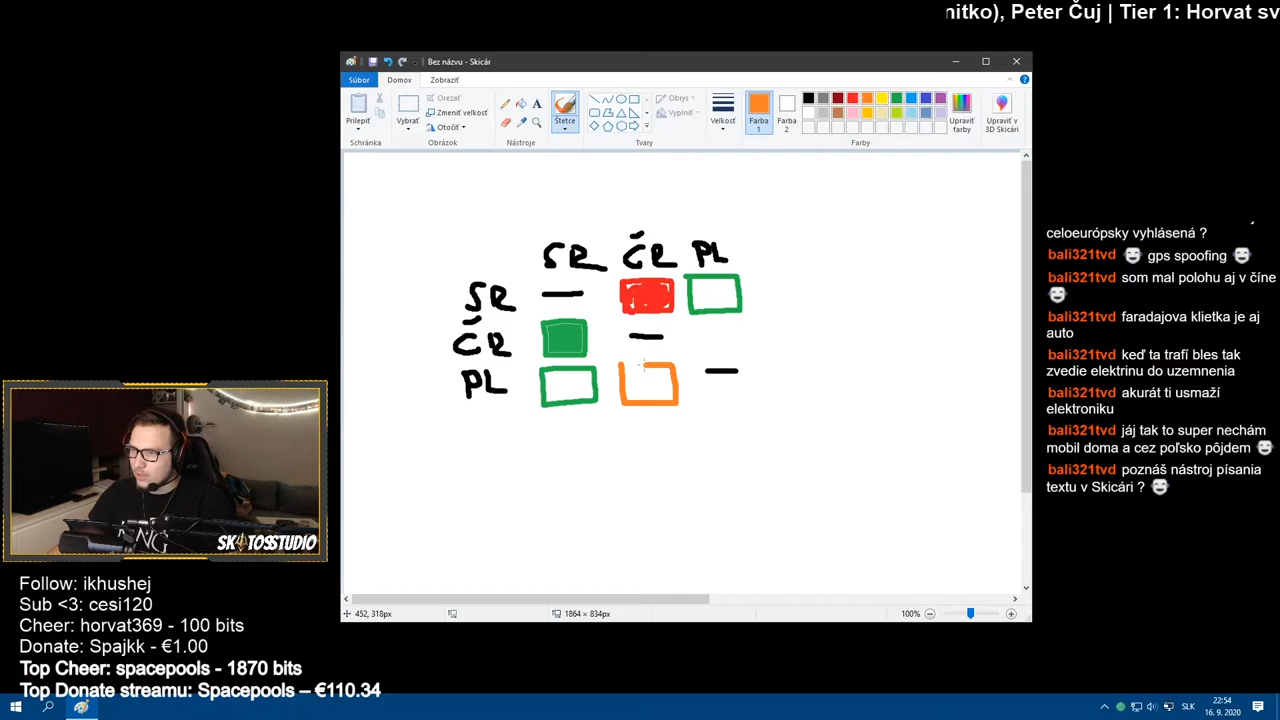 nitko), Peter Čuj | Tier 1: Horvat sv
Bez názvu - Skicár
Súbor
Domov
Zobraziť
Prilepiť
Schránka
Vybrať
Orezať
Zmeniť veľkosť
Otočiť
Obrázok
Nástroje
Štetce
Tvary
Obrys
Vyplniť
Veľkosť
Farba 1
Farba 2
Farby
Upraviť farby
Upraviť v 3D Skicári
SR ČR PL
SR
ČR
PL
celoeurópsky vyhlásená ?
bali321tvd gps spoofing
bali321tvd som mal polohu aj v číne
bali321tvd faradajova klietka je aj
auto
bali321tvd keď ta trafí bles tak
zvedie elektrinu do uzemnenia
bali321tvd akurát ti usmaží
elektroniku
bali321tvd jáj tak to super nechám
mobil doma a cez poľsko pôjdem
bali321tvd poznáš nástroj písania
textu v Skicári ?
SK TOSSTUDIO
Follow: ikhushej
Sub <3: cesi120
Cheer: horvat369 - 100 bits
Donate: Spajkk - €1.00
Top Cheer: spacepools - 1870 bits
Top Donate streamu: Spacepools – €110.34
452, 318px
1864 × 834px
100%
SLK
22:54
16. 9. 2020